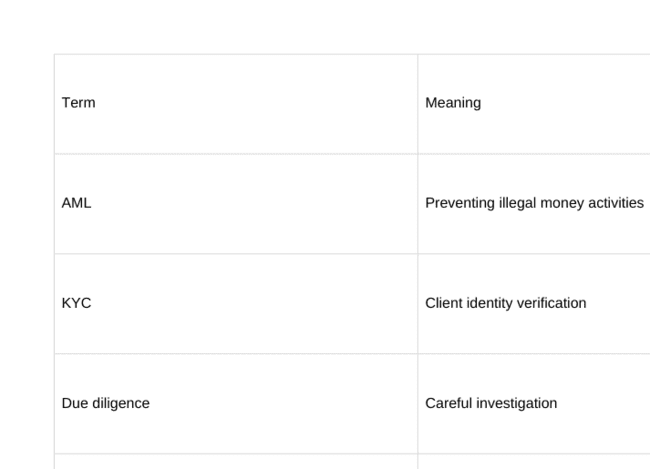 Term Meaning
AML Preventing illegal money activities
KYC Client identity verification
Due diligence Careful investigation